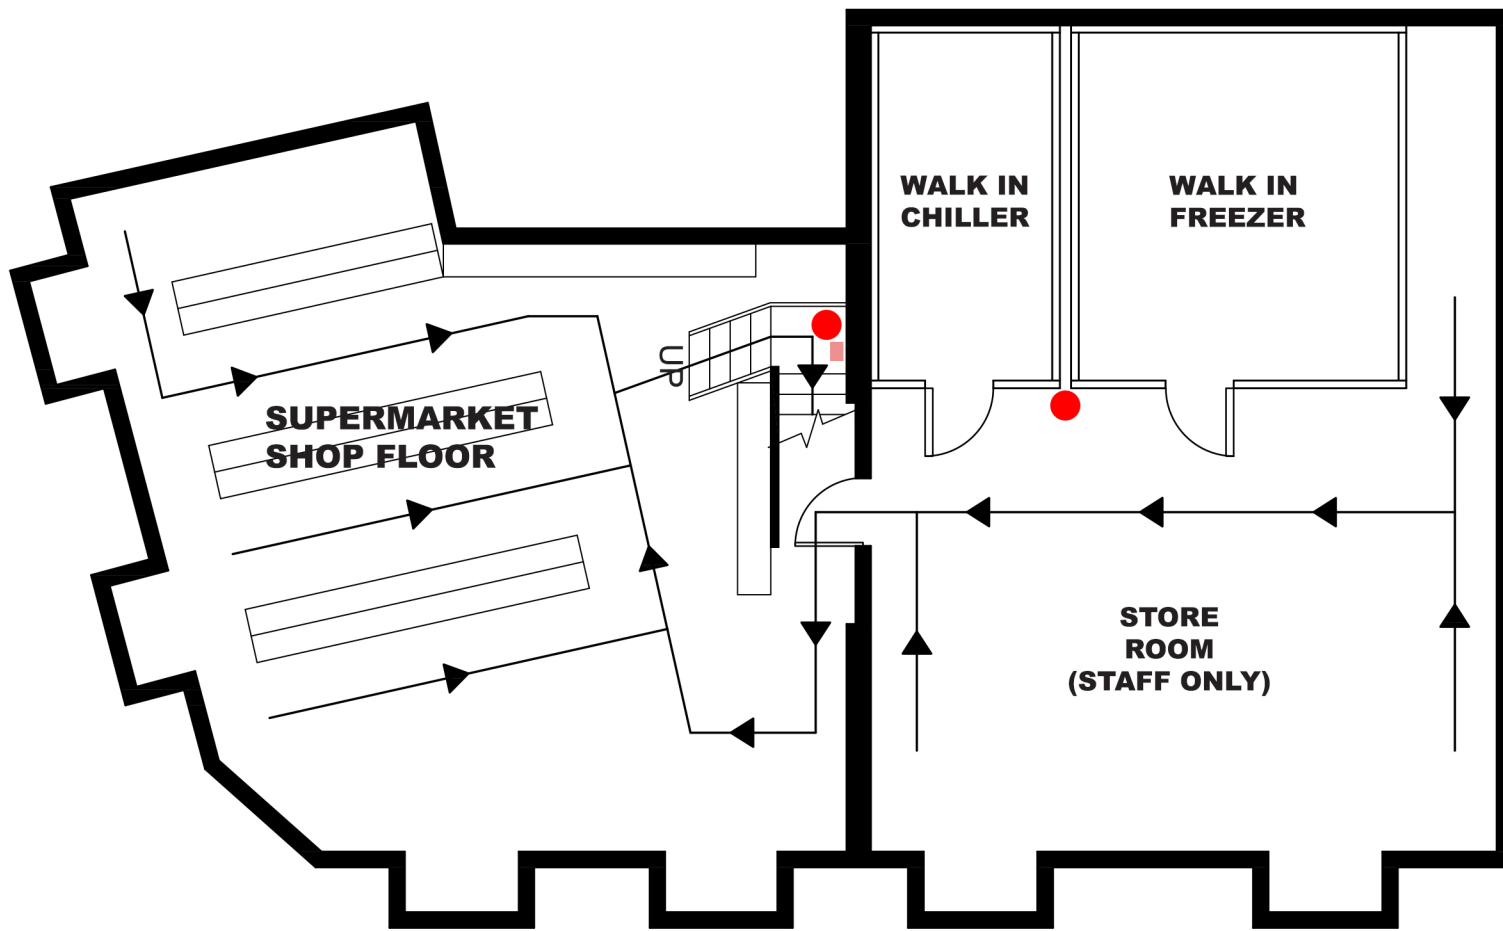 WALK IN
CHILLER
WALK IN
FREEZER
UP
SUPERMARKET
SHOP FLOOR
STORE
ROOM
(STAFF ONLY)